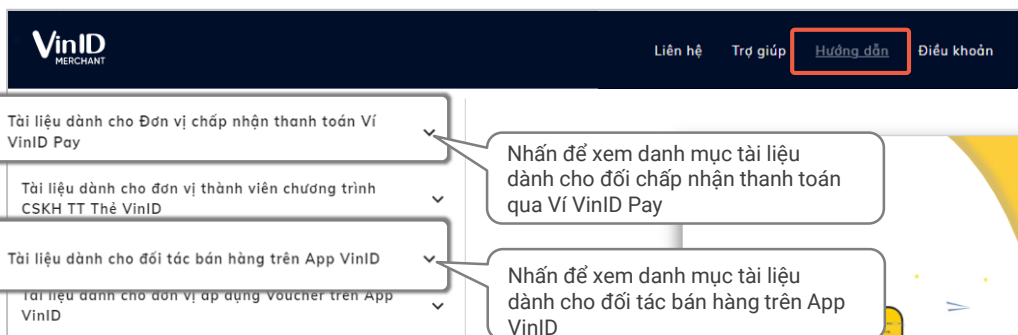 VinID
MERCHANT
Liên hệ Trợ giúp Hướng dẫn Điều khoản
Tài liệu dành cho Đơn vị chấp nhận thanh toán Ví
VinID Pay
Nhấn để xem danh mục tài liệu
dành cho đối chấp nhận thanh toán
qua Ví VinID Pay
Tài liệu dành cho đơn vị thành viên chương trình
CSKH TT Thẻ VinID
Tài liệu dành cho đối tác bán hàng trên App VinID
Nhấn để xem danh mục tài liệu
dành cho đối tác bán hàng trên App
VinID
Tài liệu dành cho đơn vị áp dụng Voucher trên App
VinID